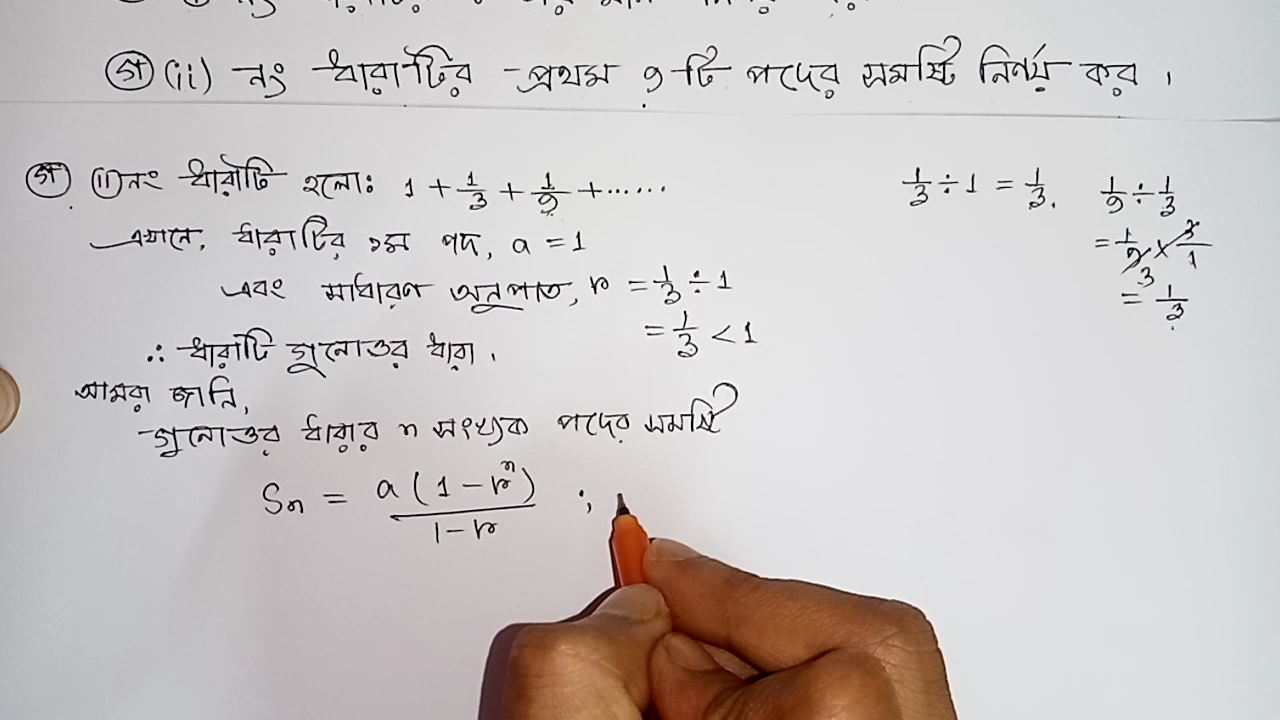 নং ধারাটির
গ (ii) নং ধারাটির প্রথম ৭টি পদের সমষ্টি নির্ণয় কর।
গ (ii) নং ধারাটি হলোঃ 1 + 1/3 + 1/9 + ......
1/3 ÷ 1 = 1/3. 1/9 ÷ 1/3
এখানে, ধারাটির ১ম পদ, a = 1
= 1/9 × 3/1
এবং সাধারণ অনুপাত, r = 1/3 ÷ 1
3
= 1/3
= 1/3 < 1
∴ ধারাটি গুনোত্তর ধারা।
আমরা জানি,
গুনোত্তর ধারার n সংখ্যক পদের সমষ্টি
Sn = a(1 - r^n) / 1 - r ;